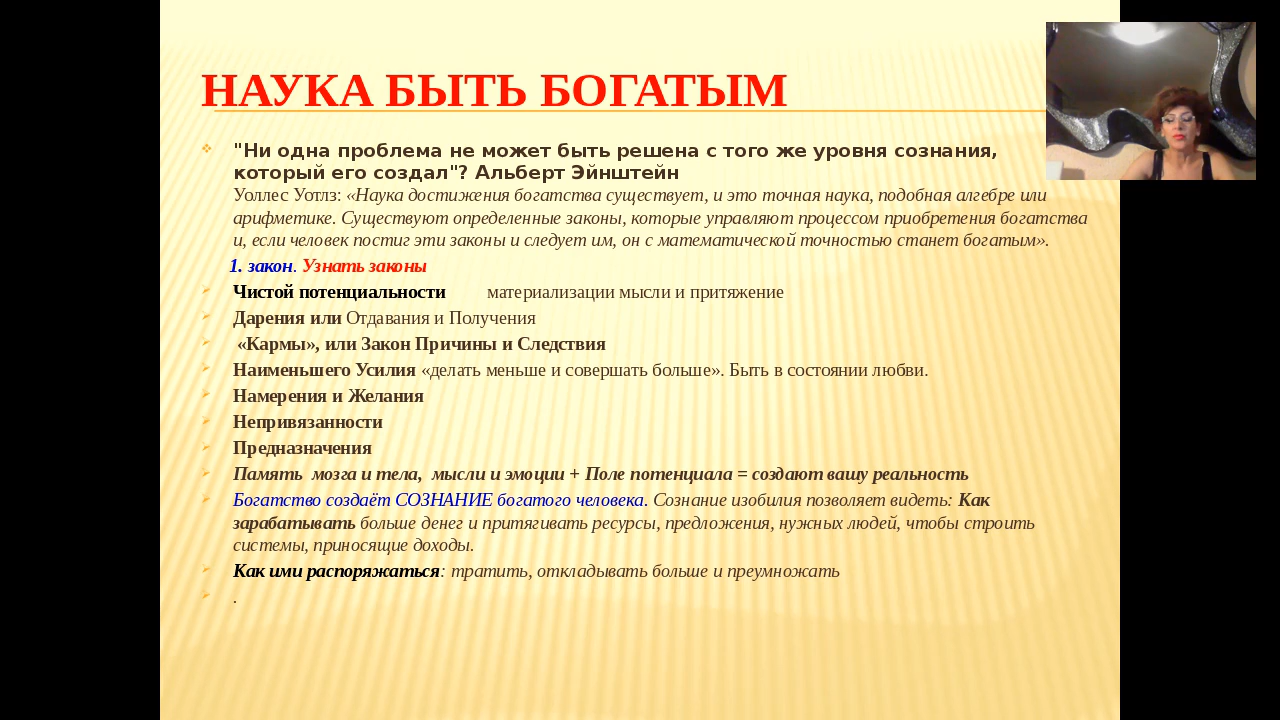 НАУКА БЫТЬ БОГАТЫМ
"Ни одна проблема не может быть решена с того же уровня сознания,
который его создал"? Альберт Эйнштейн
Уоллес Уотлз: «Наука достижения богатства существует, и это точная наука, подобная алгебре или
арифметике. Существуют определенные законы, которые управляют процессом приобретения богатства
и, если человек постиг эти законы и следует им, он с математической точностью станет богатым».
1. закон. Узнать законы
Чистой потенциальности материализации мысли и притяжение
Дарения или Отдавания и Получения
«Кармы», или Закон Причины и Следствия
Наименьшего Усилия «делать меньше и совершать больше». Быть в состоянии любви.
Намерения и Желания
Непривязанности
Предназначения
Память мозга и тела, мысли и эмоции + Поле потенциала = создают вашу реальность
Богатство создаёт СОЗНАНИЕ богатого человека. Сознание изобилия позволяет видеть: Как
зарабатывать больше денег и притягивать ресурсы, предложения, нужных людей, чтобы строить
системы, приносящие доходы.
Как ими распоряжаться: тратить, откладывать больше и преумножать
.